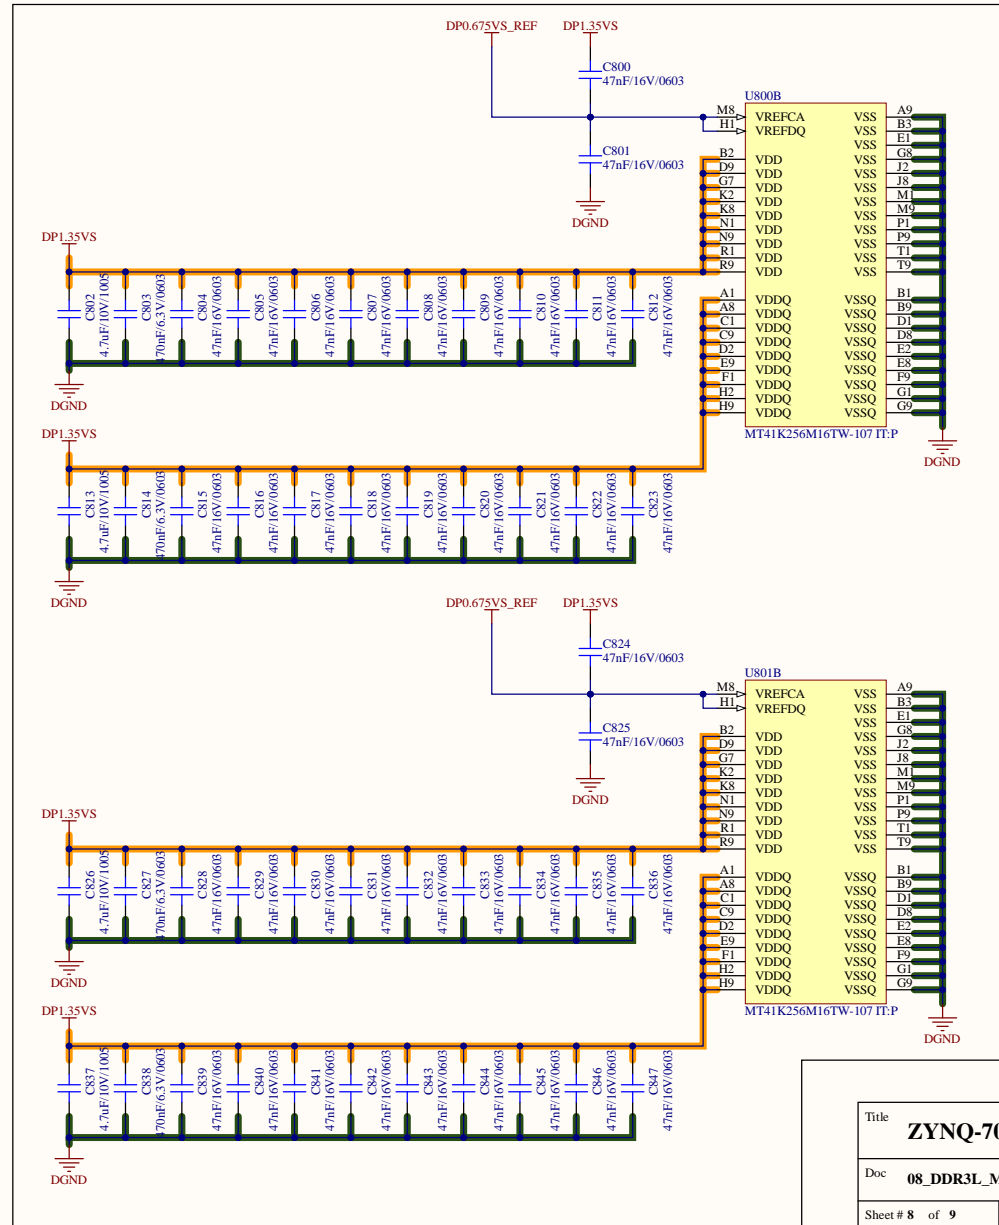 DP0.675VS_REF DP1.35VS
C800
47nF/16V/0603
C801
47nF/16V/0603
DGND
U800B
M8 VREFCA VSS A9
H1 VREFDQ VSS B3
VSS E1
B2 VDD VSS G8
D9 VDD VSS J2
G7 VDD VSS J8
K2 VDD VSS M1
K8 VDD VSS M9
N1 VDD VSS P1
N9 VDD VSS P9
R1 VDD VSS T1
R9 VDD VSS T9
A1 VDDQ VSSQ B1
A8 VDDQ VSSQ B9
C1 VDDQ VSSQ D1
C9 VDDQ VSSQ D8
D2 VDDQ VSSQ E2
E9 VDDQ VSSQ E8
F1 VDDQ VSSQ F9
H2 VDDQ VSSQ G1
H9 VDDQ VSSQ G9
MT41K256M16TW-107 IT:P
DGND
DP1.35VS
C802
4.7uF/10V/1005
C803
470nF/6.3V/0603
C804
47nF/16V/0603
C805
47nF/16V/0603
C806
47nF/16V/0603
C807
47nF/16V/0603
C808
47nF/16V/0603
C809
47nF/16V/0603
C810
47nF/16V/0603
C811
47nF/16V/0603
C812
47nF/16V/0603
DGND
DP1.35VS
C813
4.7uF/10V/1005
C814
470nF/6.3V/0603
C815
47nF/16V/0603
C816
47nF/16V/0603
C817
47nF/16V/0603
C818
47nF/16V/0603
C819
47nF/16V/0603
C820
47nF/16V/0603
C821
47nF/16V/0603
C822
47nF/16V/0603
C823
47nF/16V/0603
DGND
DP0.675VS_REF DP1.35VS
C824
47nF/16V/0603
C825
47nF/16V/0603
DGND
U801B
M8 VREFCA VSS A9
H1 VREFDQ VSS B3
VSS E1
B2 VDD VSS G8
D9 VDD VSS J2
G7 VDD VSS J8
K2 VDD VSS M1
K8 VDD VSS M9
N1 VDD VSS P1
N9 VDD VSS P9
R1 VDD VSS T1
R9 VDD VSS T9
A1 VDDQ VSSQ B1
A8 VDDQ VSSQ B9
C1 VDDQ VSSQ D1
C9 VDDQ VSSQ D8
D2 VDDQ VSSQ E2
E9 VDDQ VSSQ E8
F1 VDDQ VSSQ F9
H2 VDDQ VSSQ G1
H9 VDDQ VSSQ G9
MT41K256M16TW-107 IT:P
DGND
DP1.35VS
C826
4.7uF/10V/1005
C827
470nF/6.3V/0603
C828
47nF/16V/0603
C829
47nF/16V/0603
C830
47nF/16V/0603
C831
47nF/16V/0603
C832
47nF/16V/0603
C833
47nF/16V/0603
C834
47nF/16V/0603
C835
47nF/16V/0603
C836
47nF/16V/0603
DGND
DP1.35VS
C837
4.7uF/10V/1005
C838
470nF/6.3V/0603
C839
47nF/16V/0603
C840
47nF/16V/0603
C841
47nF/16V/0603
C842
47nF/16V/0603
C843
47nF/16V/0603
C844
47nF/16V/0603
C845
47nF/16V/0603
C846
47nF/16V/0603
C847
47nF/16V/0603
DGND
Title ZYNQ-70
Doc 08_DDR3L_M
Sheet # 8 of 9